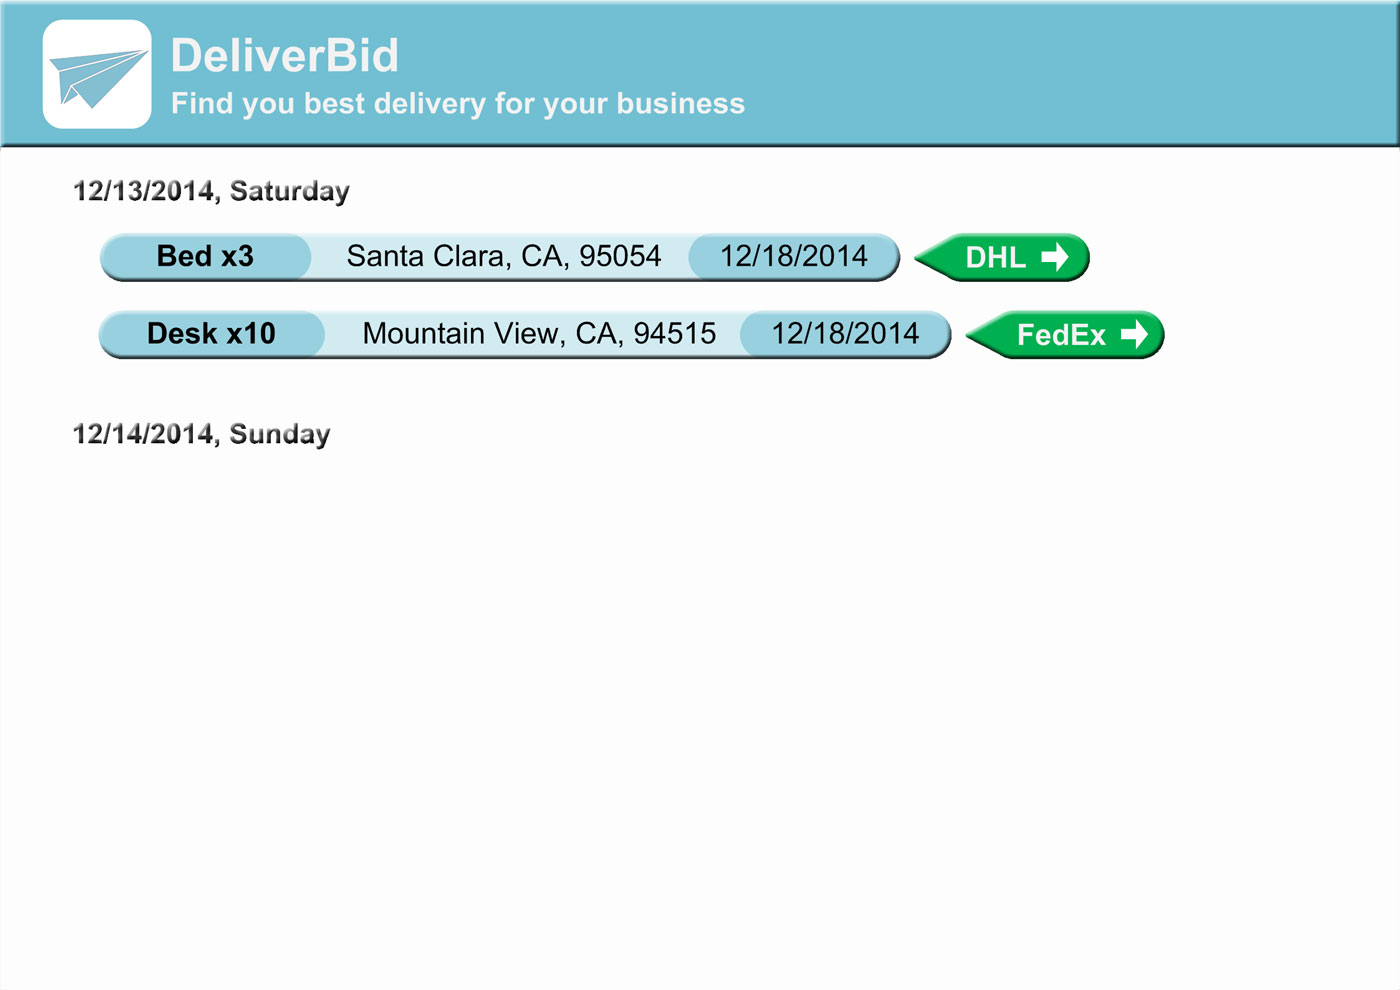 DeliverBid
Find you best delivery for your business
12/13/2014, Saturday
Bed x3 Santa Clara, CA, 95054 12/18/2014 DHL
Desk x10 Mountain View, CA, 94515 12/18/2014 FedEx
12/14/2014, Sunday